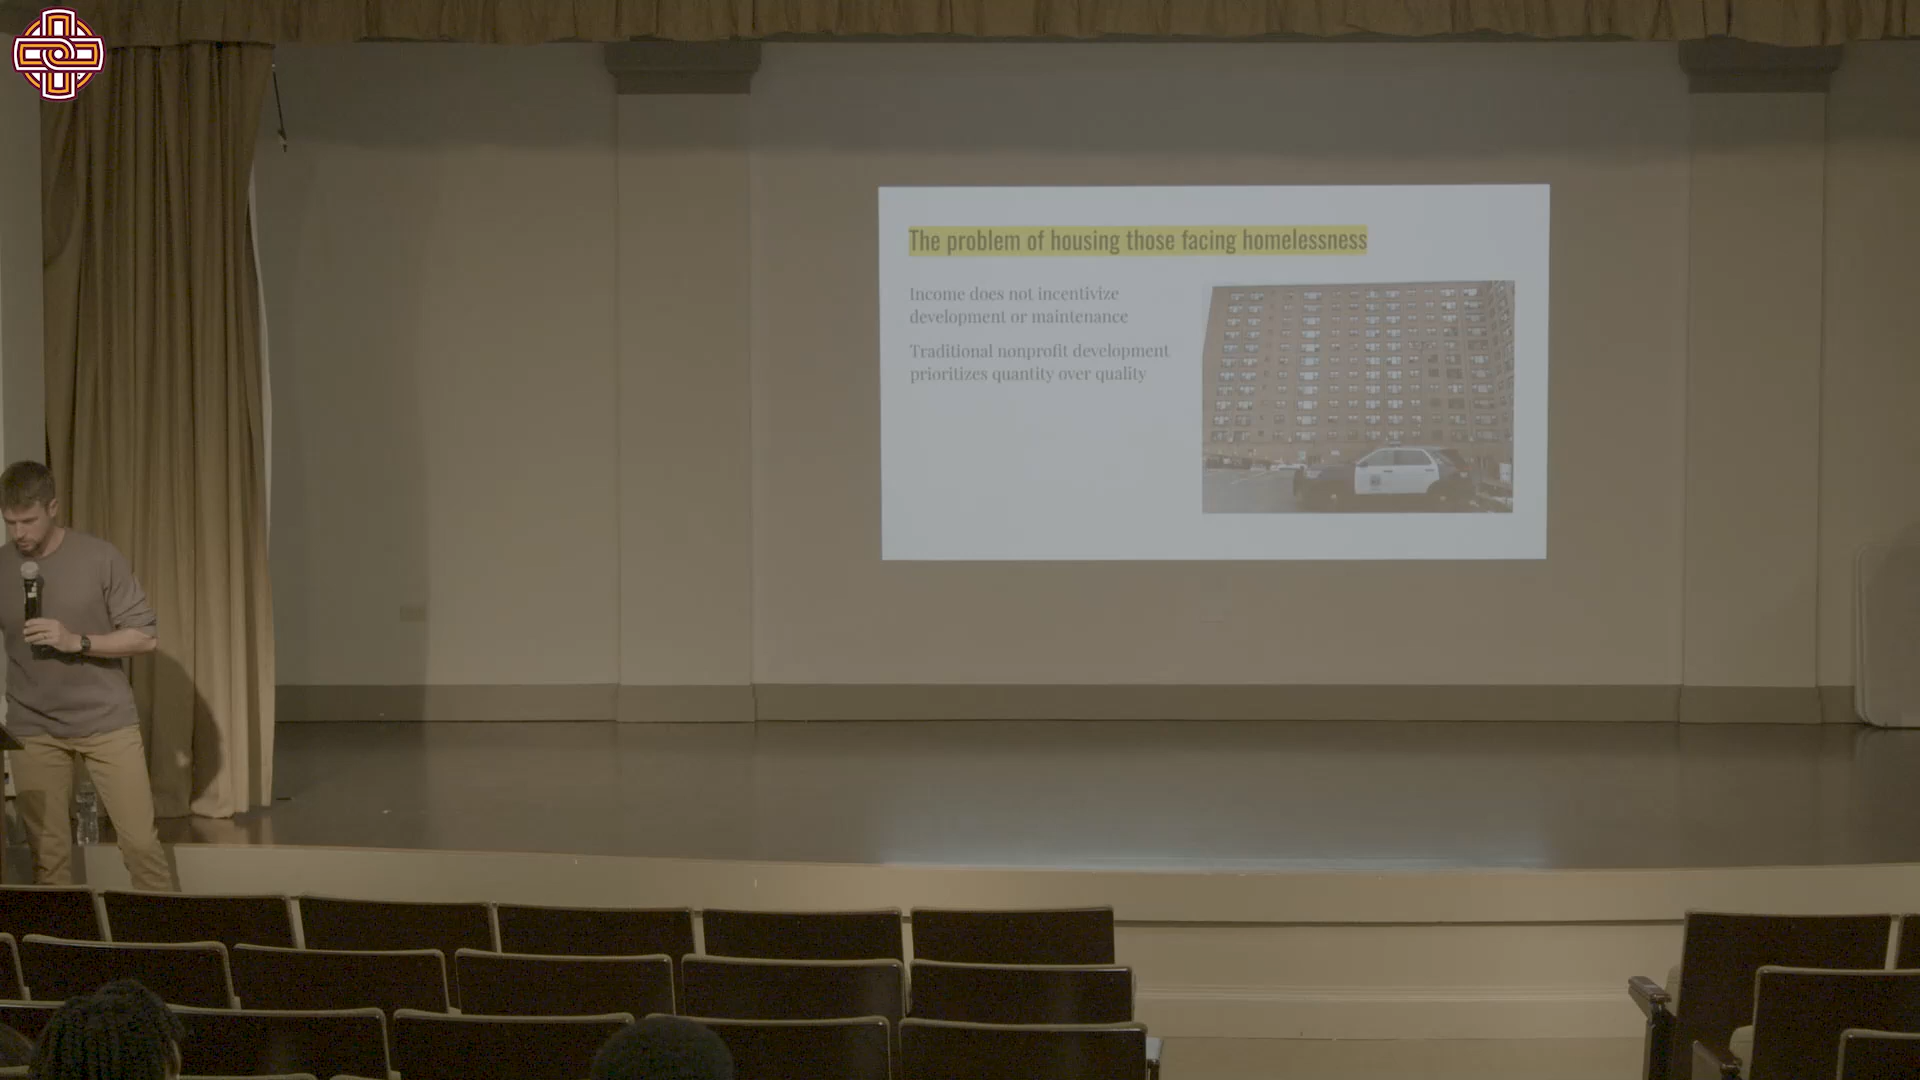 The problem of housing those facing homelessness
Income does not incentivize
development or maintenance
Traditional nonprofit development
prioritizes quantity over quality